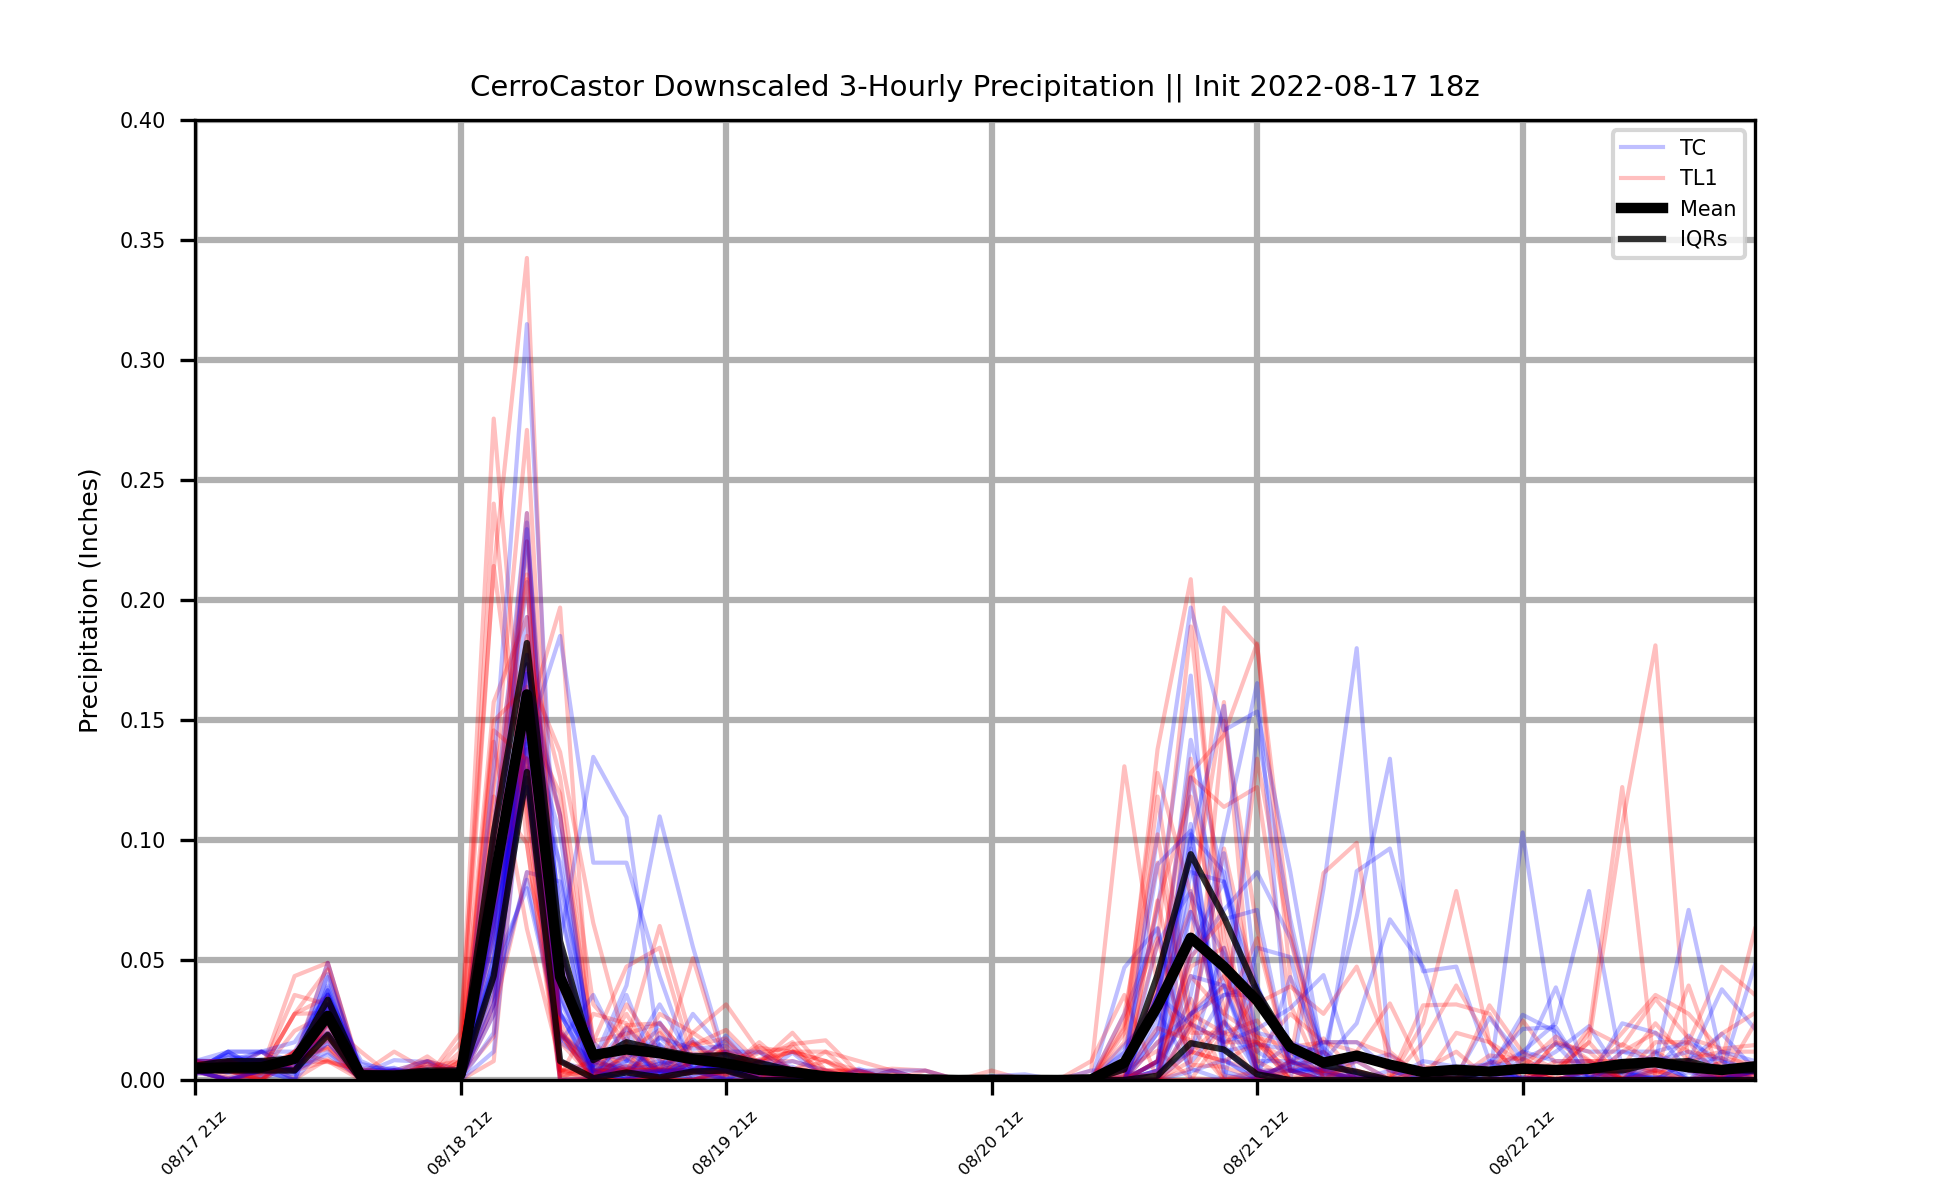 CerroCastor Downscaled 3-Hourly Precipitation || Init 2022-08-17 18z
Precipitation (Inches)
0.40
0.35
0.30
0.25
0.20
0.15
0.10
0.05
0.00
TC
TL1
Mean
IQRs
08/17 21z
08/18 21z
08/19 21z
08/20 21z
08/21 21z
08/22 21z